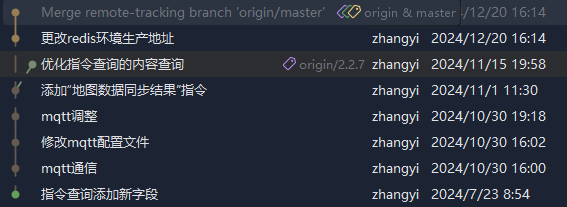 Merge remote-tracking branch 'origin/master' origin & master 2024/12/20 16:14
更改redis环境生产地址 zhangyi 2024/12/20 16:14
优化指令查询的内容查询 origin/2.2.7 zhangyi 2024/11/15 19:58
添加“地图数据同步结果”指令 zhangyi 2024/11/1 11:30
mqtt调整 zhangyi 2024/10/30 19:18
修改mqtt配置文件 zhangyi 2024/10/30 16:02
mqtt通信 zhangyi 2024/10/30 16:00
指令查询添加新字段 zhangyi 2024/7/23 8:54